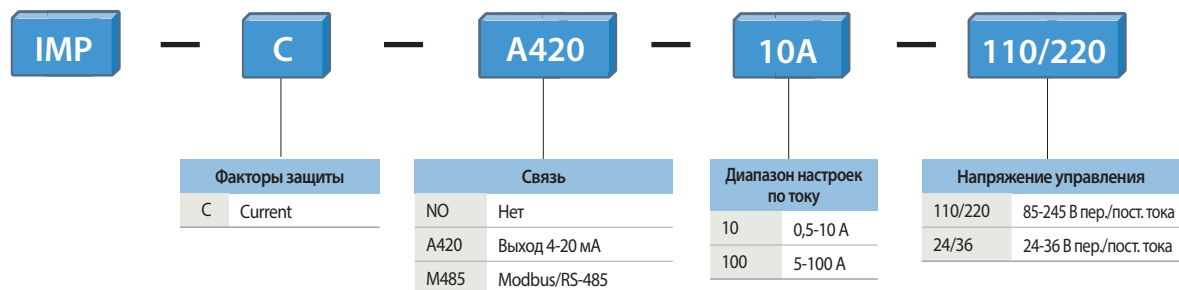 IMP — C — A420 — 10A — 110/220
Факторы защиты
C Current
Связь
NO Нет
A420 Выход 4-20 мА
M485 Modbus/RS-485
Диапазон настроек
по току
10 0,5-10 А
100 5-100 А
Напряжение управления
110/220 85-245 В пер./пост. тока
24/36 24-36 В пер./пост. тока